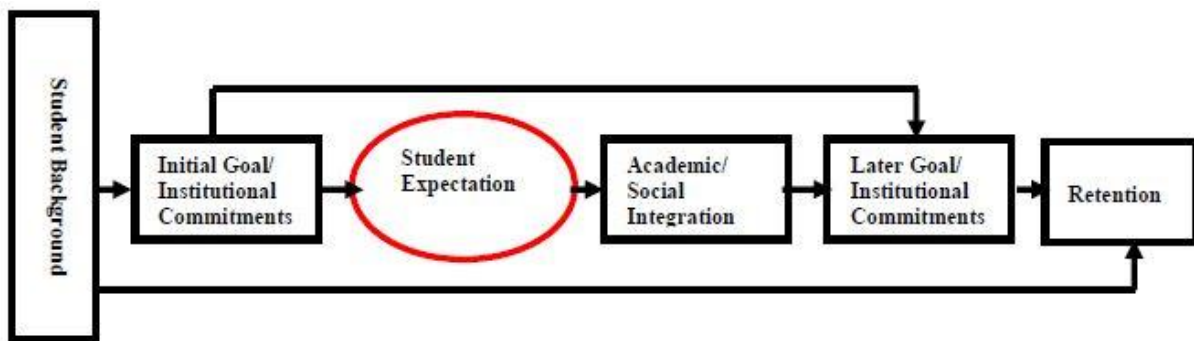 Student Background
Initial Goal/
Institutional
Commitments
Student
Expectation
Academic/
Social
Integration
Later Goal/
Institutional
Commitments
Retention